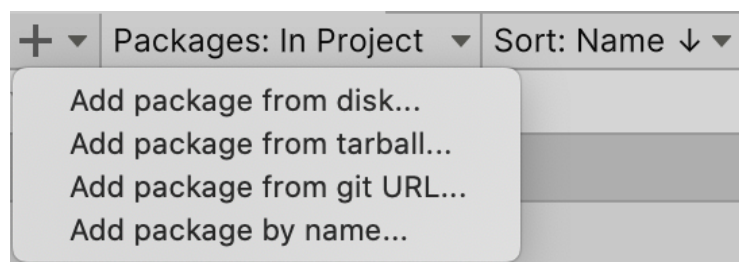 + Packages: In Project Sort: Name ↓
Add package from disk...
Add package from tarball...
Add package from git URL...
Add package by name...